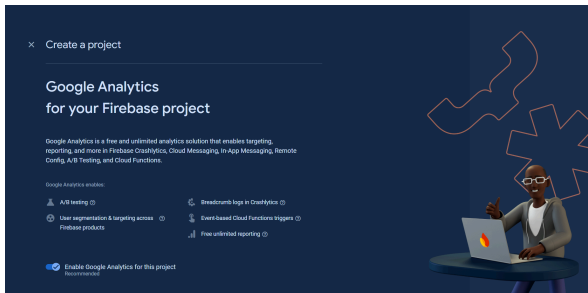 Create a project
Google Analytics
for your Firebase project
Google Analytics is a free and unlimited analytics solution that enables targeting,
reporting, and more in Firebase Crashlytics, Cloud Messaging, In-App Messaging, Remote
Config, A/B Testing, and Cloud Functions.
Google Analytics enables:
A/B testing
Breadcrumb logs in Crashlytics
User segmentation & targeting across
Firebase products
Event-based Cloud Functions triggers
Free unlimited reporting
Enable Google Analytics for this project
Recommended